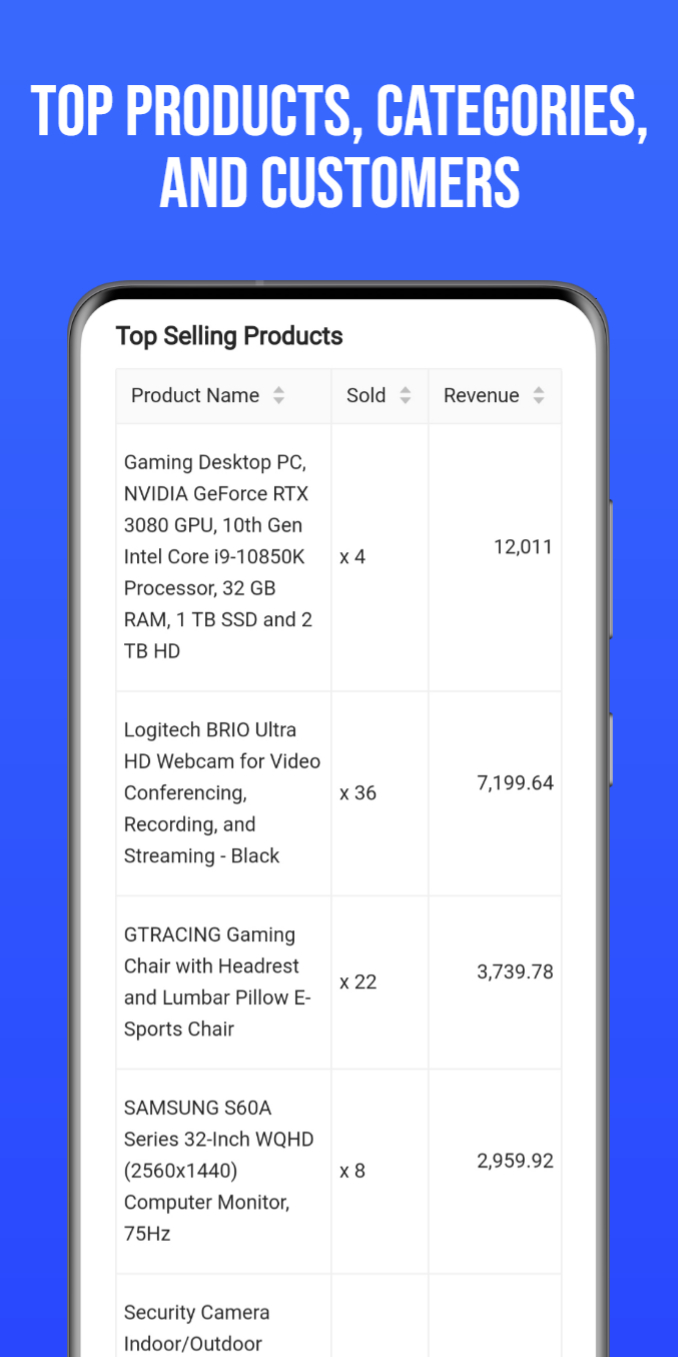 TOP PRODUCTS, CATEGORIES,
AND CUSTOMERS
Top Selling Products
Product Name Sold Revenue
Gaming Desktop PC,
NVIDIA GeForce RTX
3080 GPU, 10th Gen
Intel Core i9-10850K
Processor, 32 GB
RAM, 1 TB SSD and 2
TB HD
x 4
12,011
Logitech BRIO Ultra
HD Webcam for Video
Conferencing,
Recording, and
Streaming - Black
x 36
7,199.64
GTRACING Gaming
Chair with Headrest
and Lumbar Pillow E-
Sports Chair
x 22
3,739.78
SAMSUNG S60A
Series 32-Inch WQHD
(2560x1440)
Computer Monitor,
75Hz
x 8
2,959.92
Security Camera
Indoor/Outdoor